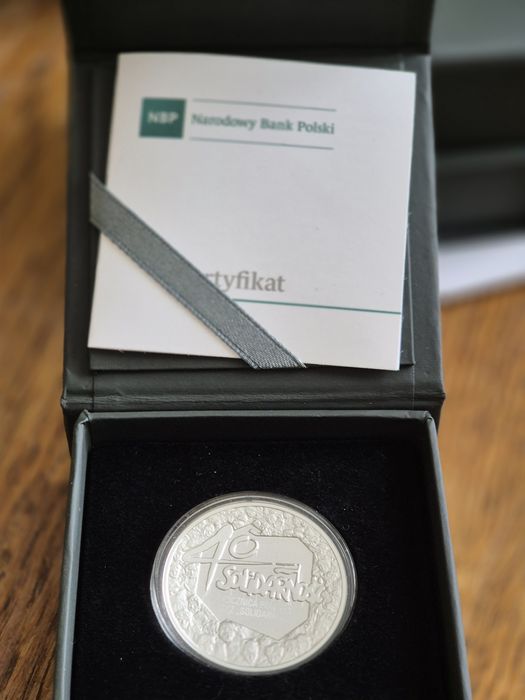 NBP
Narodowy Bank Polski
rtyfikat
40
SOLIDARNOŚĆ